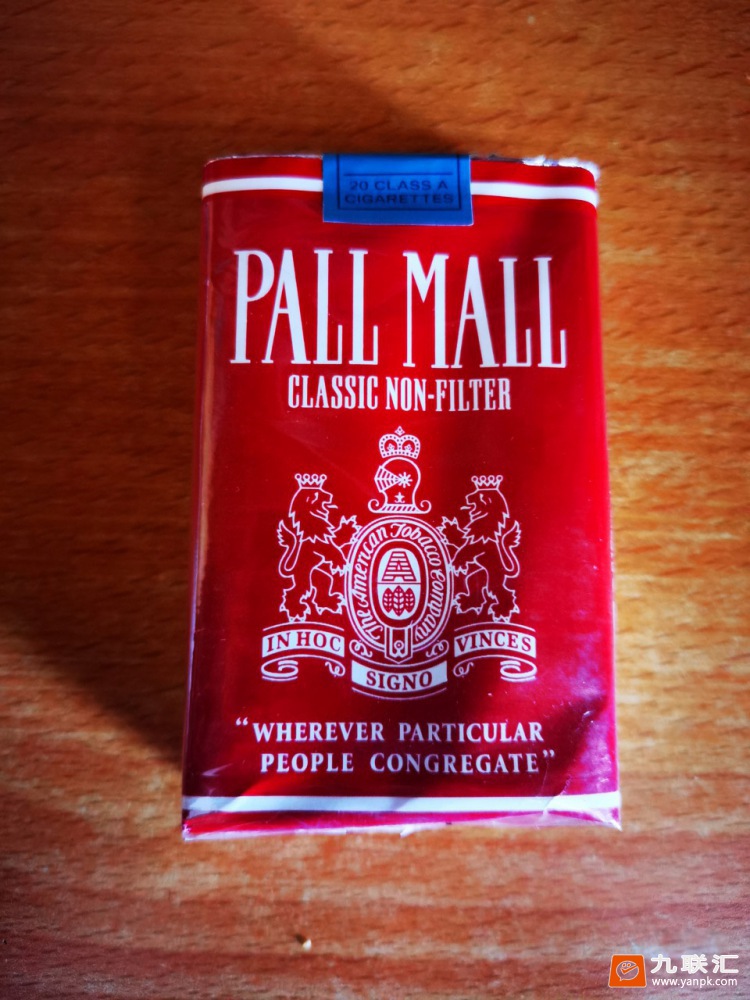 20 CLASS A
CIGARETTES
PALL MALL
CLASSIC NON-FILTER
The American Tobacco Company
IN HOC
SIGNO
VINCES
“WHEREVER PARTICULAR
PEOPLE CONGREGATE”
九联汇
www.yanpk.com